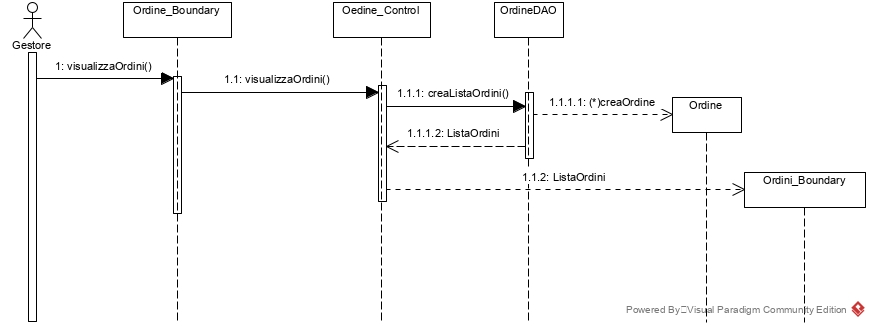 Ordine_Boundary
Oedine_Control
OrdineDAO
Gestore
1: visualizzaOrdini()
1.1: visualizzaOrdini()
1.1.1: creaListaOrdini()
1.1.1.1: (*)creaOrdine
Ordine
1.1.1.2: ListaOrdini
1.1.2: ListaOrdini
Ordini_Boundary
Powered By Visual Paradigm Community Edition